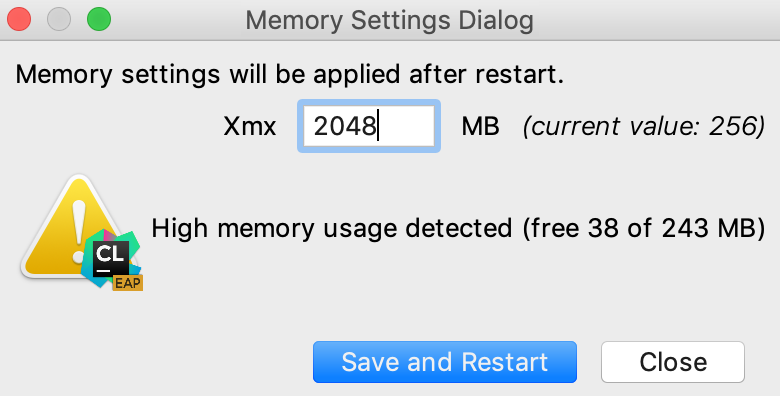 Memory Settings Dialog
Memory settings will be applied after restart.
Xmx 2048 MB (current value: 256)
High memory usage detected (free 38 of 243 MB)
CL
EAP
Save and Restart Close